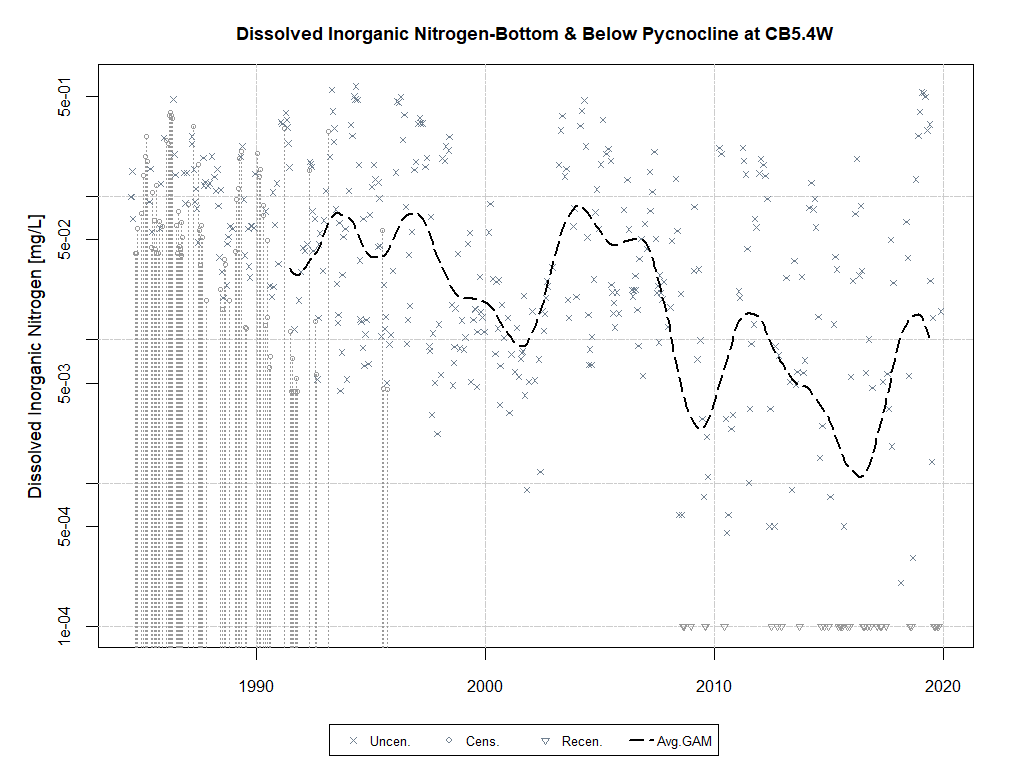 Dissolved Inorganic Nitrogen-Bottom & Below Pycnocline at CB5.4W
Dissolved Inorganic Nitrogen [mg/L]
5e-01
5e-02
5e-03
5e-04
1e-04
1990
2000
2010
2020
Uncen.
Cens.
Recen.
Avg.GAM